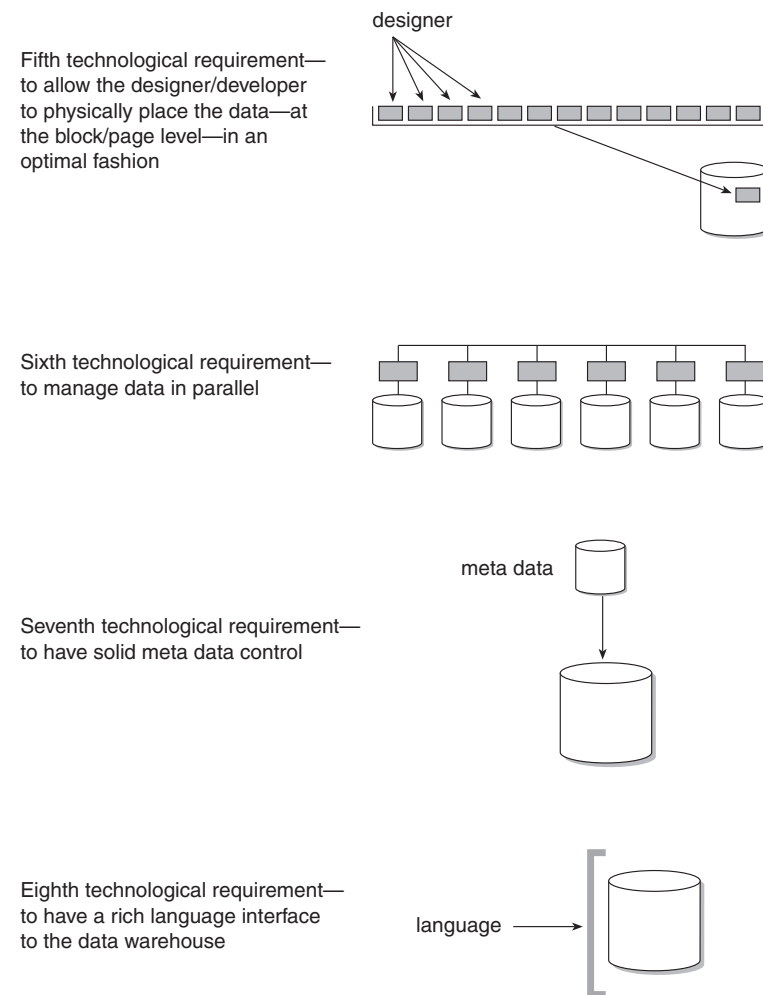 designer
Fifth technological requirement—
to allow the designer/developer
to physically place the data—at
the block/page level—in an
optimal fashion
Sixth technological requirement—
to manage data in parallel
meta data
Seventh technological requirement—
to have solid meta data control
Eighth technological requirement—
to have a rich language interface
to the data warehouse
language